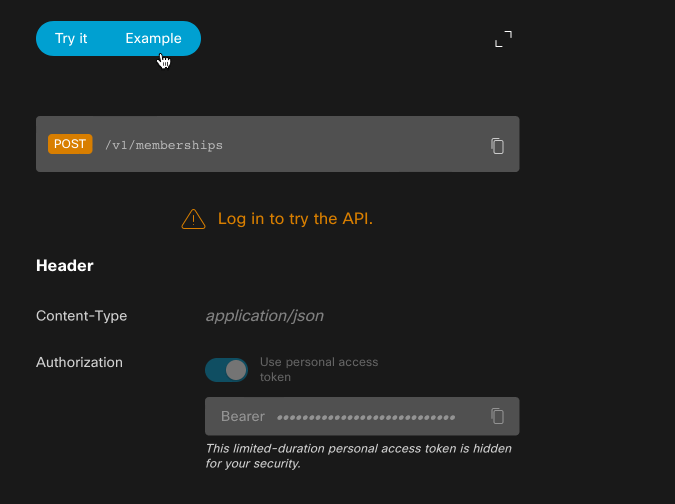 Try it Example
POST /v1/memberships
Log in to try the API.
Header
Content-Type application/json
Authorization Use personal access
token
Bearer ••••••••••••••••••••••••••••
This limited-duration personal access token is hidden
for your security.